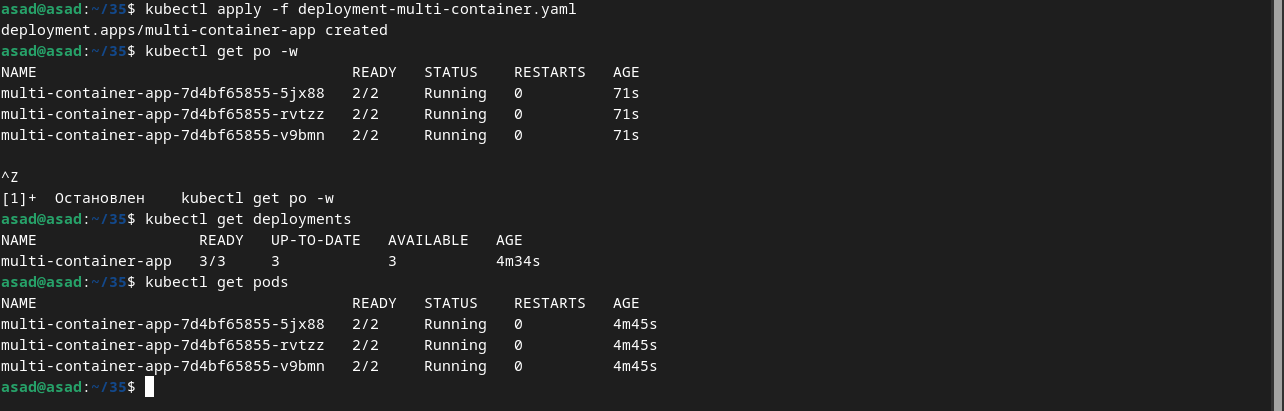 asad@asad:~/35$ kubectl apply -f deployment-multi-container.yaml
deployment.apps/multi-container-app created
asad@asad:~/35$ kubectl get po -w
NAME                                   READY   STATUS    RESTARTS   AGE
multi-container-app-7d4bf65855-5jx88   2/2     Running   0          71s
multi-container-app-7d4bf65855-rvtzz   2/2     Running   0          71s
multi-container-app-7d4bf65855-v9bmn   2/2     Running   0          71s
^Z
[1]+  Остановлен    kubectl get po -w
asad@asad:~/35$ kubectl get deployments
NAME                  READY   UP-TO-DATE   AVAILABLE   AGE
multi-container-app   3/3     3            3           4m34s
asad@asad:~/35$ kubectl get pods
NAME                                   READY   STATUS    RESTARTS   AGE
multi-container-app-7d4bf65855-5jx88   2/2     Running   0          4m45s
multi-container-app-7d4bf65855-rvtzz   2/2     Running   0          4m45s
multi-container-app-7d4bf65855-v9bmn   2/2     Running   0          4m45s
asad@asad:~/35$